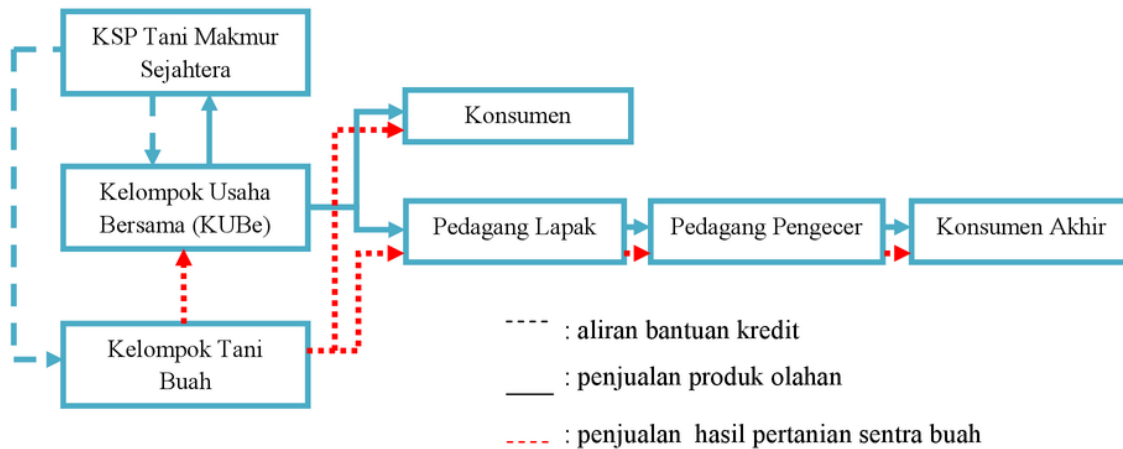 KSP Tani Makmur
Sejahtera
Konsumen
Kelompok Usaha
Bersama (KUBe)
Pedagang Lapak
Pedagang Pengecer
Konsumen Akhir
Kelompok Tani
Buah
: aliran bantuan kredit
: penjualan produk olahan
: penjualan hasil pertanian sentra buah